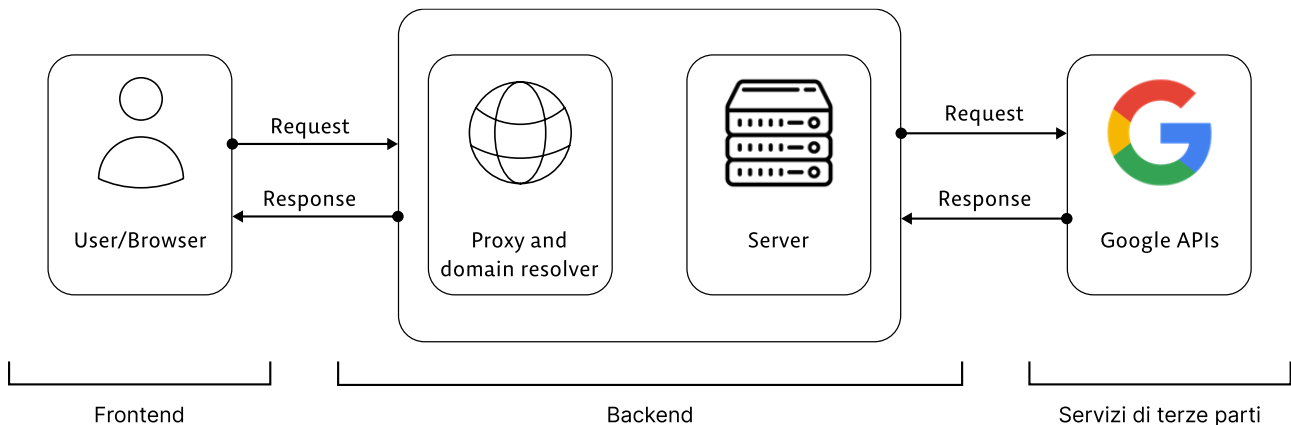 Request
Response
User/Browser
Proxy and
domain resolver
Server
Request
Response
Google APIs
Frontend
Backend
Servizi di terze parti